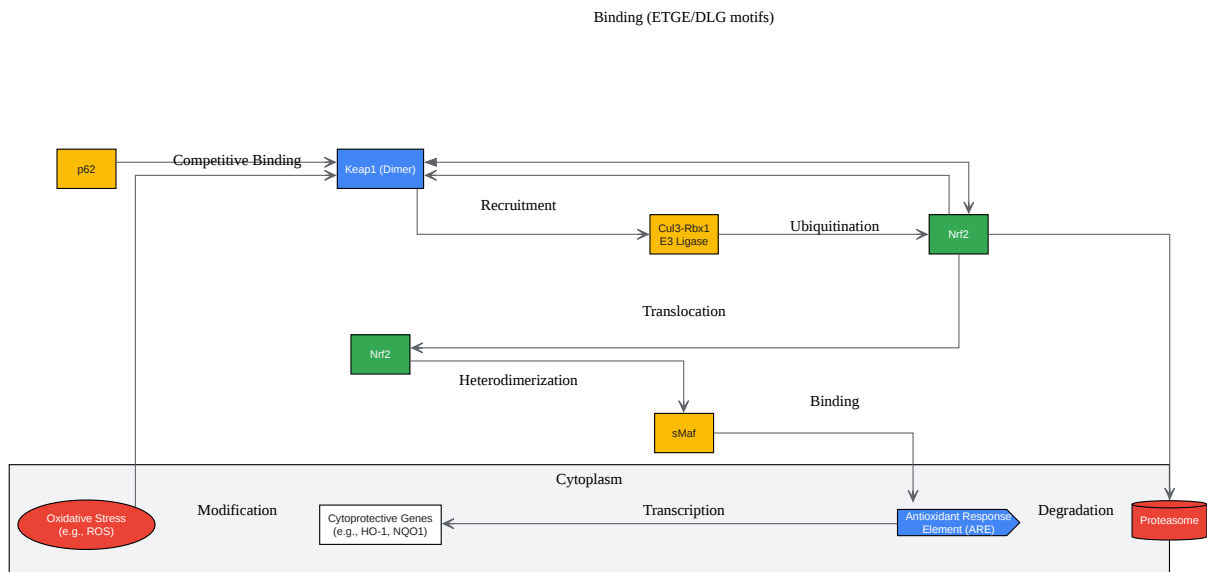 Binding (ETGE/DLG motifs)
p62
Competitive Binding
Keap1 (Dimer)
Recruitment
Cul3-Rbx1
E3 Ligase
Ubiquitination
Nrf2
Translocation
Nrf2
Heterodimerization
sMaf
Binding
Cytoplasm
Oxidative Stress
(e.g., ROS)
Modification
Cytoprotective Genes
(e.g., HO-1, NQO1)
Transcription
Antioxidant Response
Element (ARE)
Degradation
Proteasome